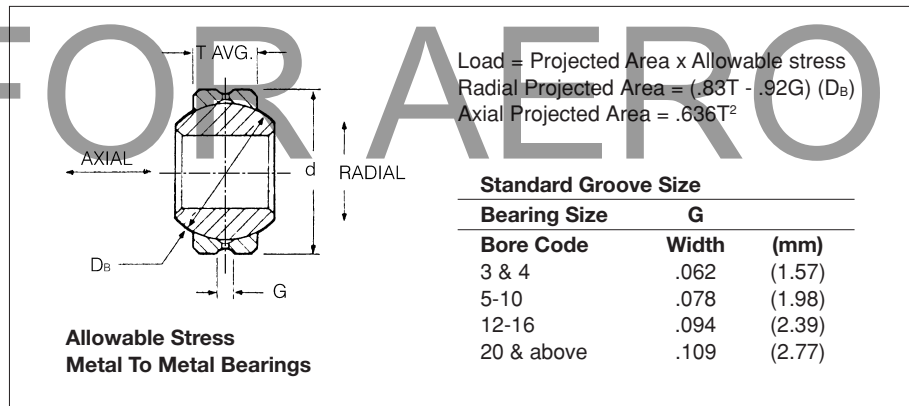 FOR AERO
T AVG.
Load = Projected Area x Allowable stress
Radial Projected Area = (.83T - .92G) (DB)
Axial Projected Area = .636T²
AXIAL
d
RADIAL
DB
G
Allowable Stress
Metal To Metal Bearings
Standard Groove Size
Bearing Size G
Bore Code Width (mm)
3 & 4 .062 (1.57)
5-10 .078 (1.98)
12-16 .094 (2.39)
20 & above .109 (2.77)